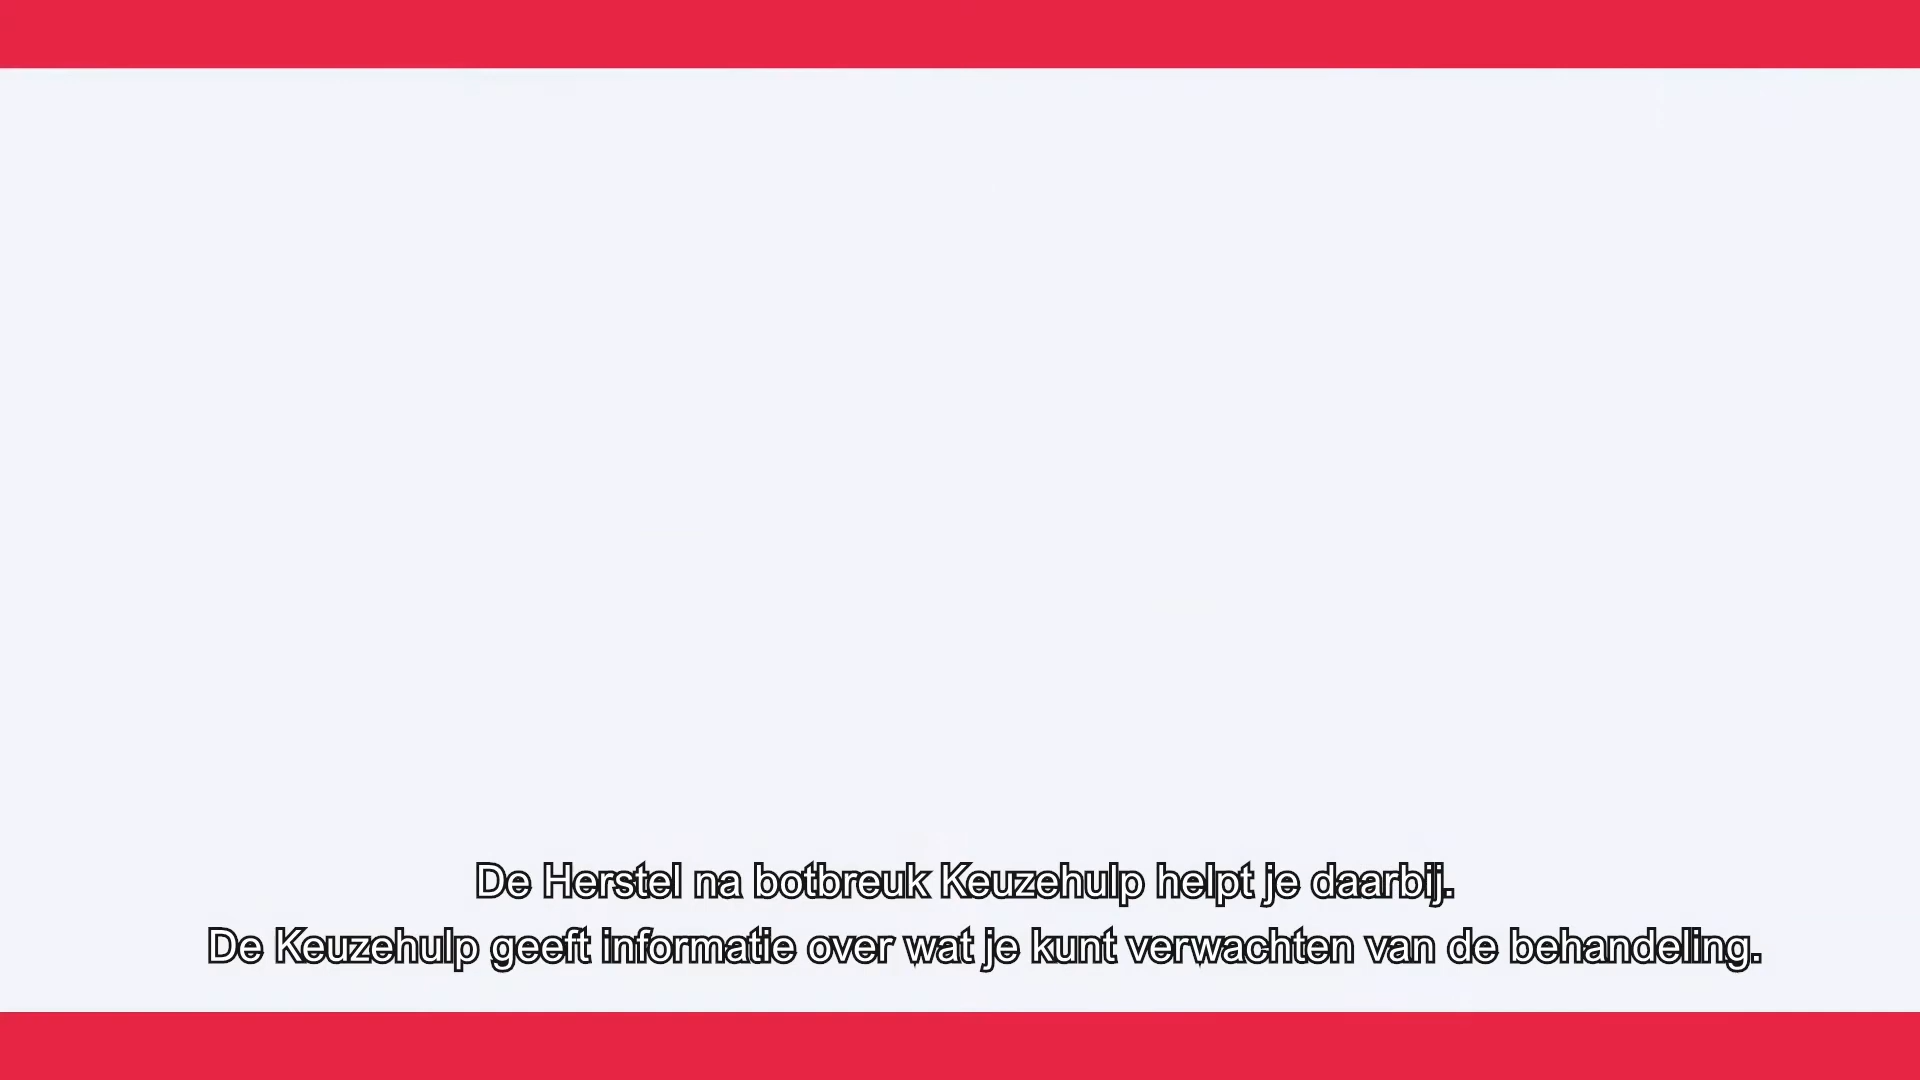 De Herstel na botbreuk Keuzehulp helpt je daarbij.
De Keuzehulp geeft informatie over wat je kunt verwachten van de behandeling.